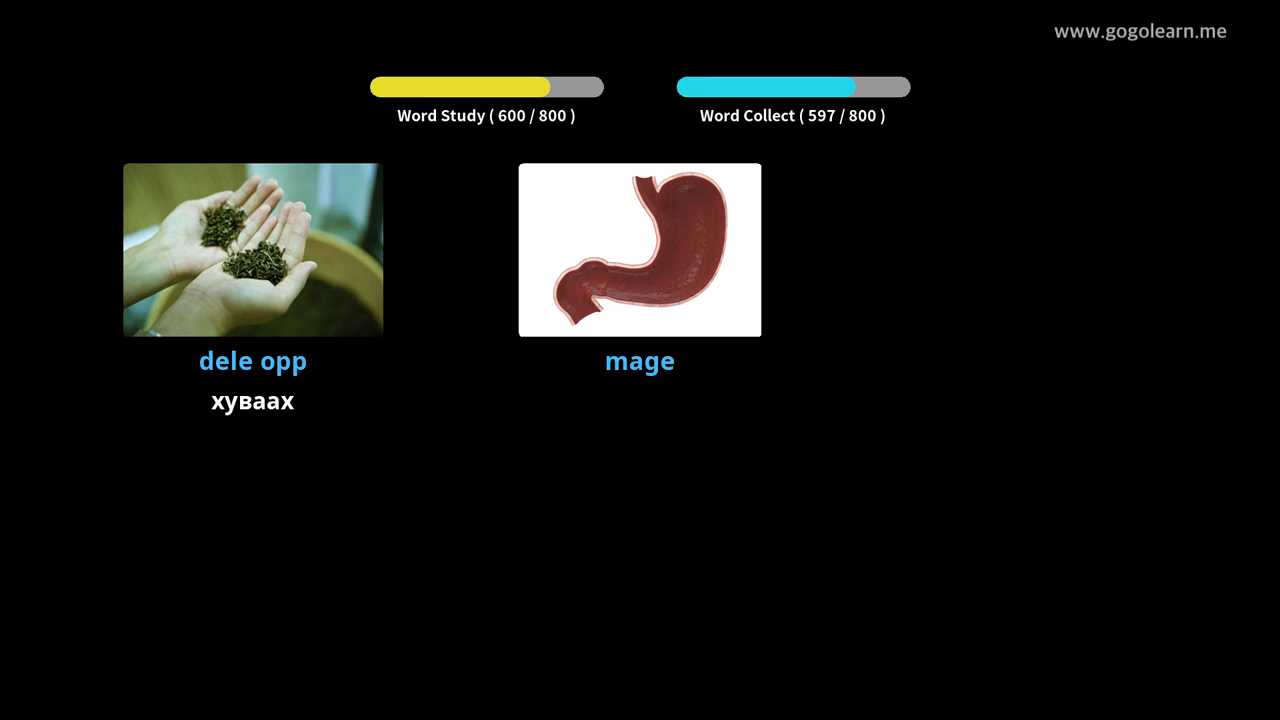 www.gogolearn.me
Word Study ( 600 / 800 )
Word Collect ( 597 / 800 )
dele opp
хуваах
mage